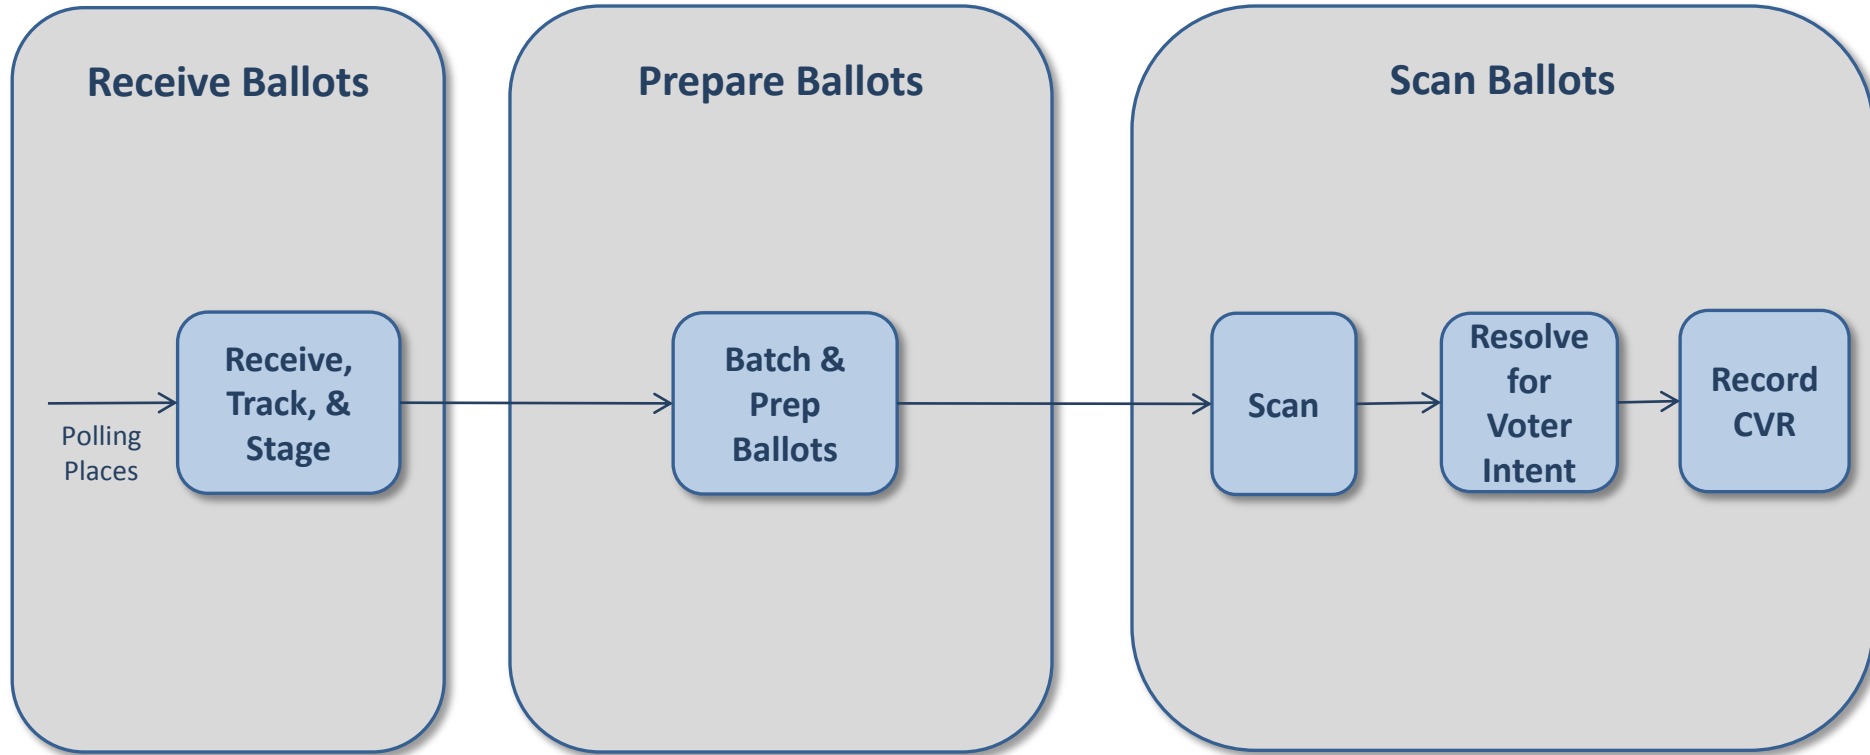 Receive Ballots
Prepare Ballots
Scan Ballots
Polling
Places
Receive,
Track, &
Stage
Batch &
Prep
Ballots
Scan
Resolve
for
Voter
Intent
Record
CVR